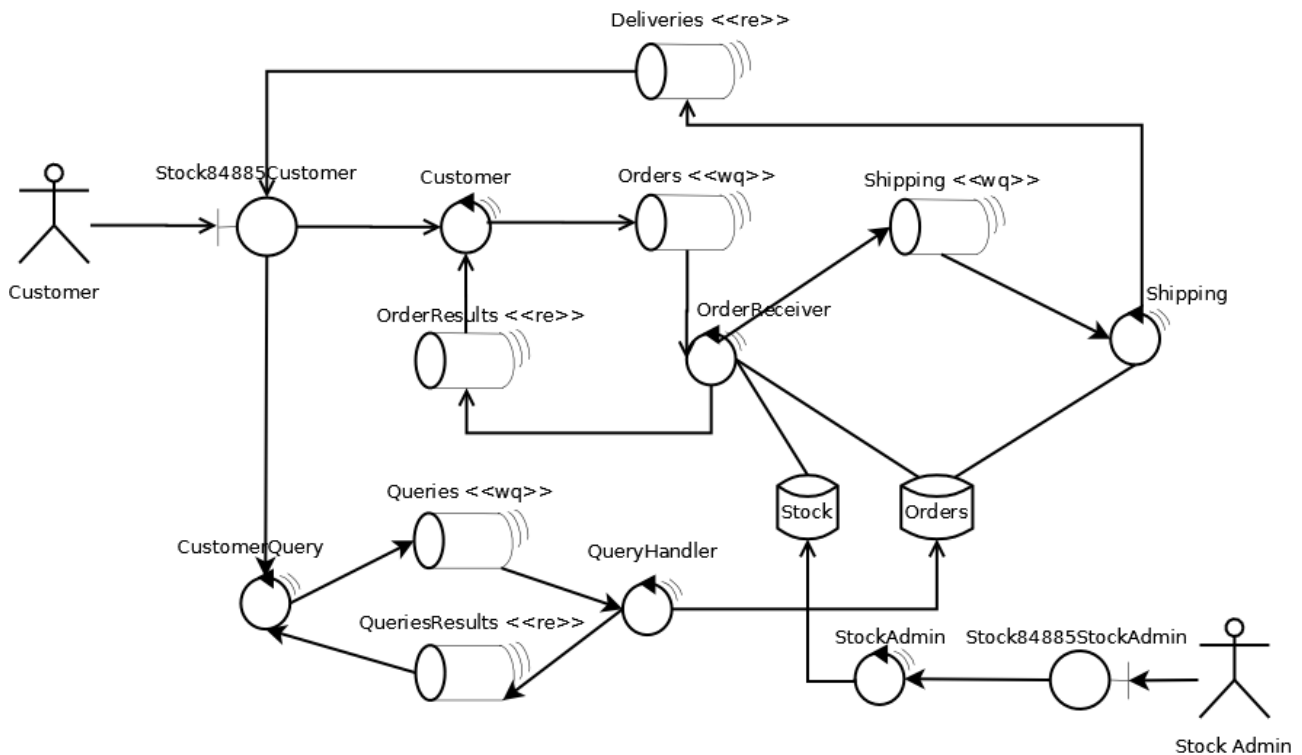 Deliveries <<re>>
Stock84885Customer
Customer
Orders <<wq>>
Shipping <<wq>>
Customer
OrderResults <<re>>
OrderReceiver
Shipping
Queries <<wq>>
Stock
Orders
CustomerQuery
QueryHandler
QueriesResults <<re>>
StockAdmin
Stock84885StockAdmin
Stock Admin